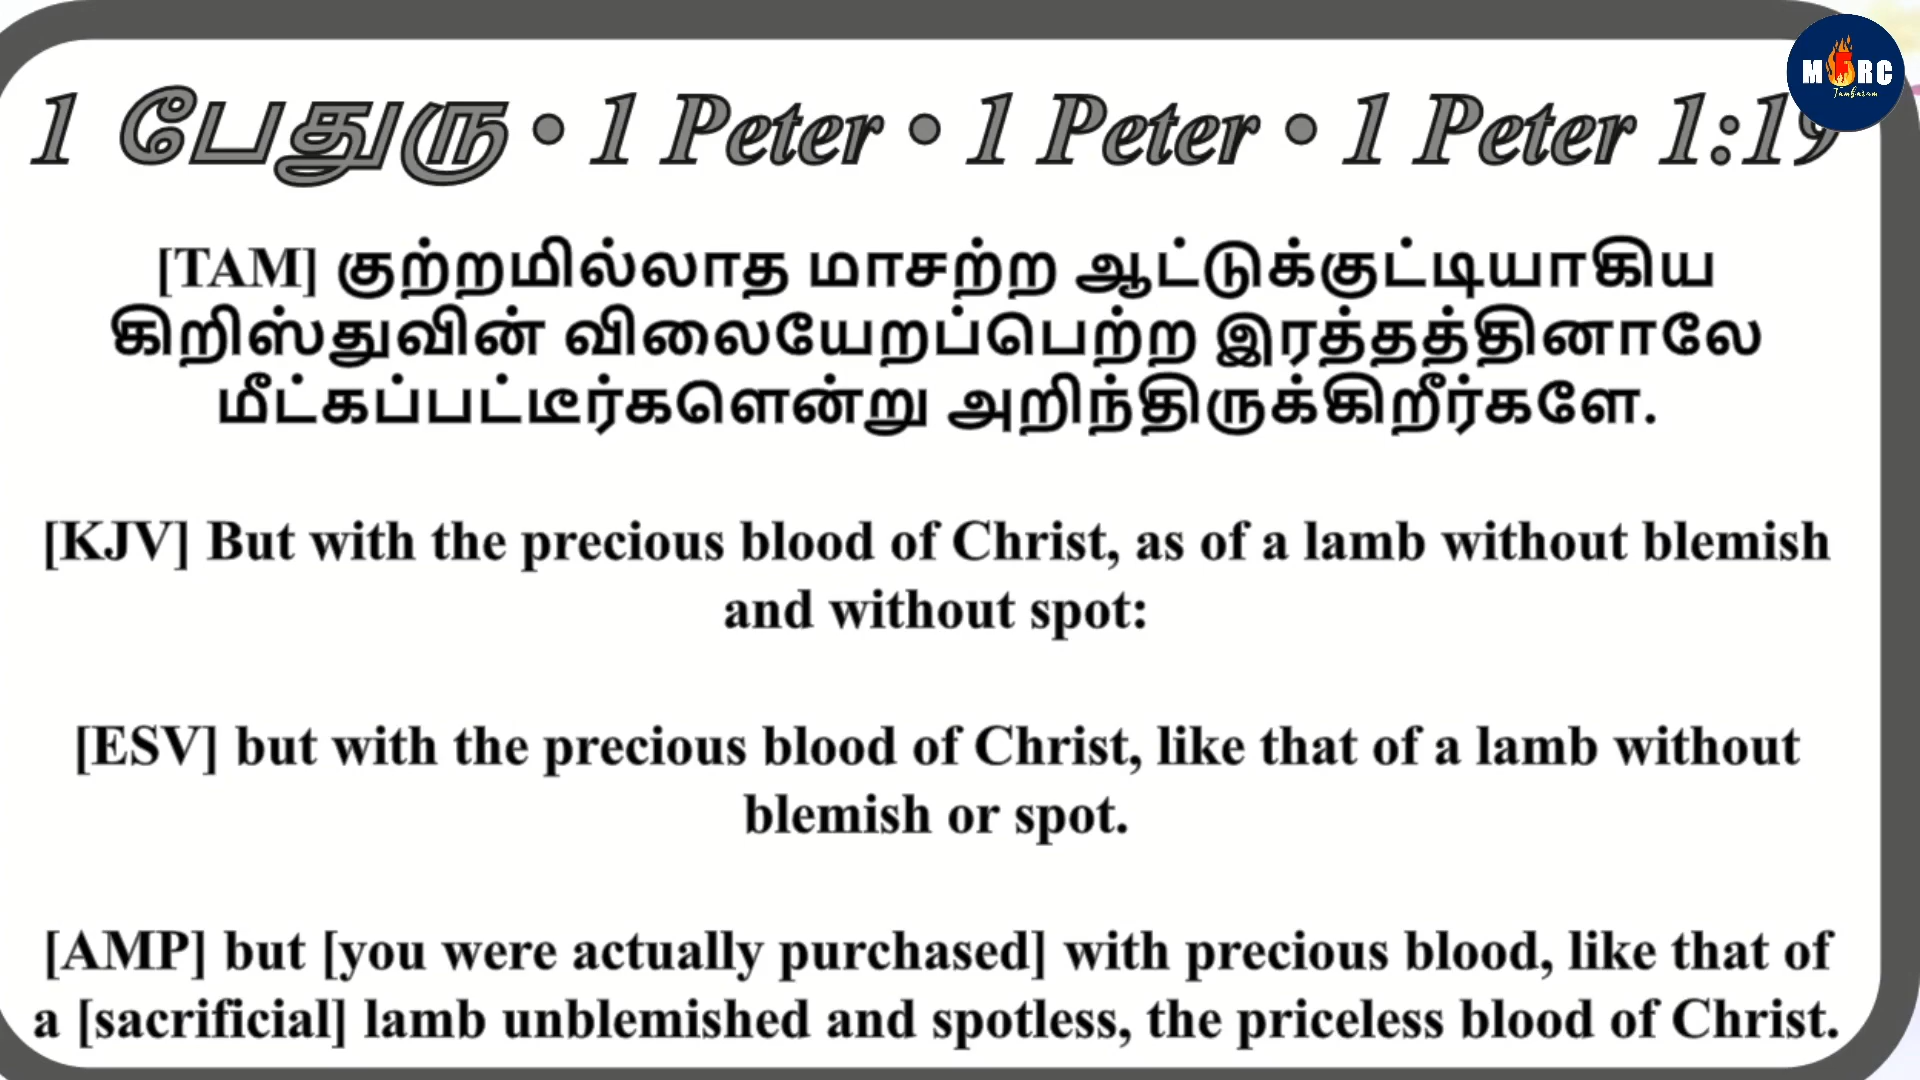 1 பேதுரு • 1 Peter • 1 Peter • 1 Peter 1:19
MFRC
Tambaram
[TAM] குற்றமில்லாத மாசற்ற ஆட்டுக்குட்டியாகிய
கிறிஸ்துவின் விலையேறப்பெற்ற இரத்தத்தினாலே
மீட்கப்பட்டீர்களென்று அறிந்திருக்கிறீர்களே.
[KJV] But with the precious blood of Christ, as of a lamb without blemish
and without spot:
[ESV] but with the precious blood of Christ, like that of a lamb without
blemish or spot.
[AMP] but [you were actually purchased] with precious blood, like that of
a [sacrificial] lamb unblemished and spotless, the priceless blood of Christ.